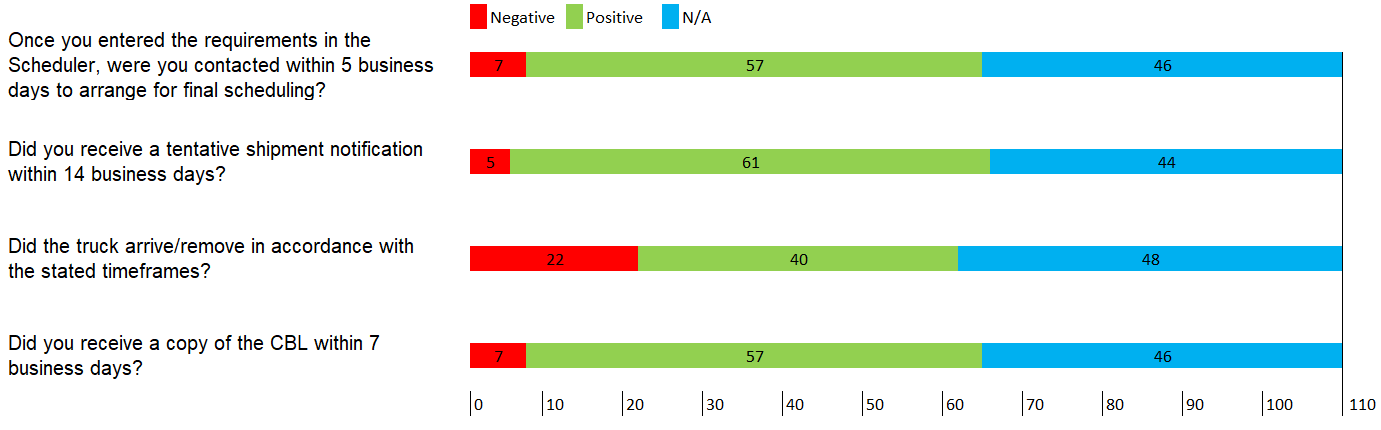 Negative Positive N/A
Once you entered the requirements in the
Scheduler, were you contacted within 5 business
days to arrange for final scheduling?
7 57 46
Did you receive a tentative shipment notification
within 14 business days?
5 61 44
Did the truck arrive/remove in accordance with
the stated timeframes?
22 40 48
Did you receive a copy of the CBL within 7
business days?
7 57 46
0 10 20 30 40 50 60 70 80 90 100 110